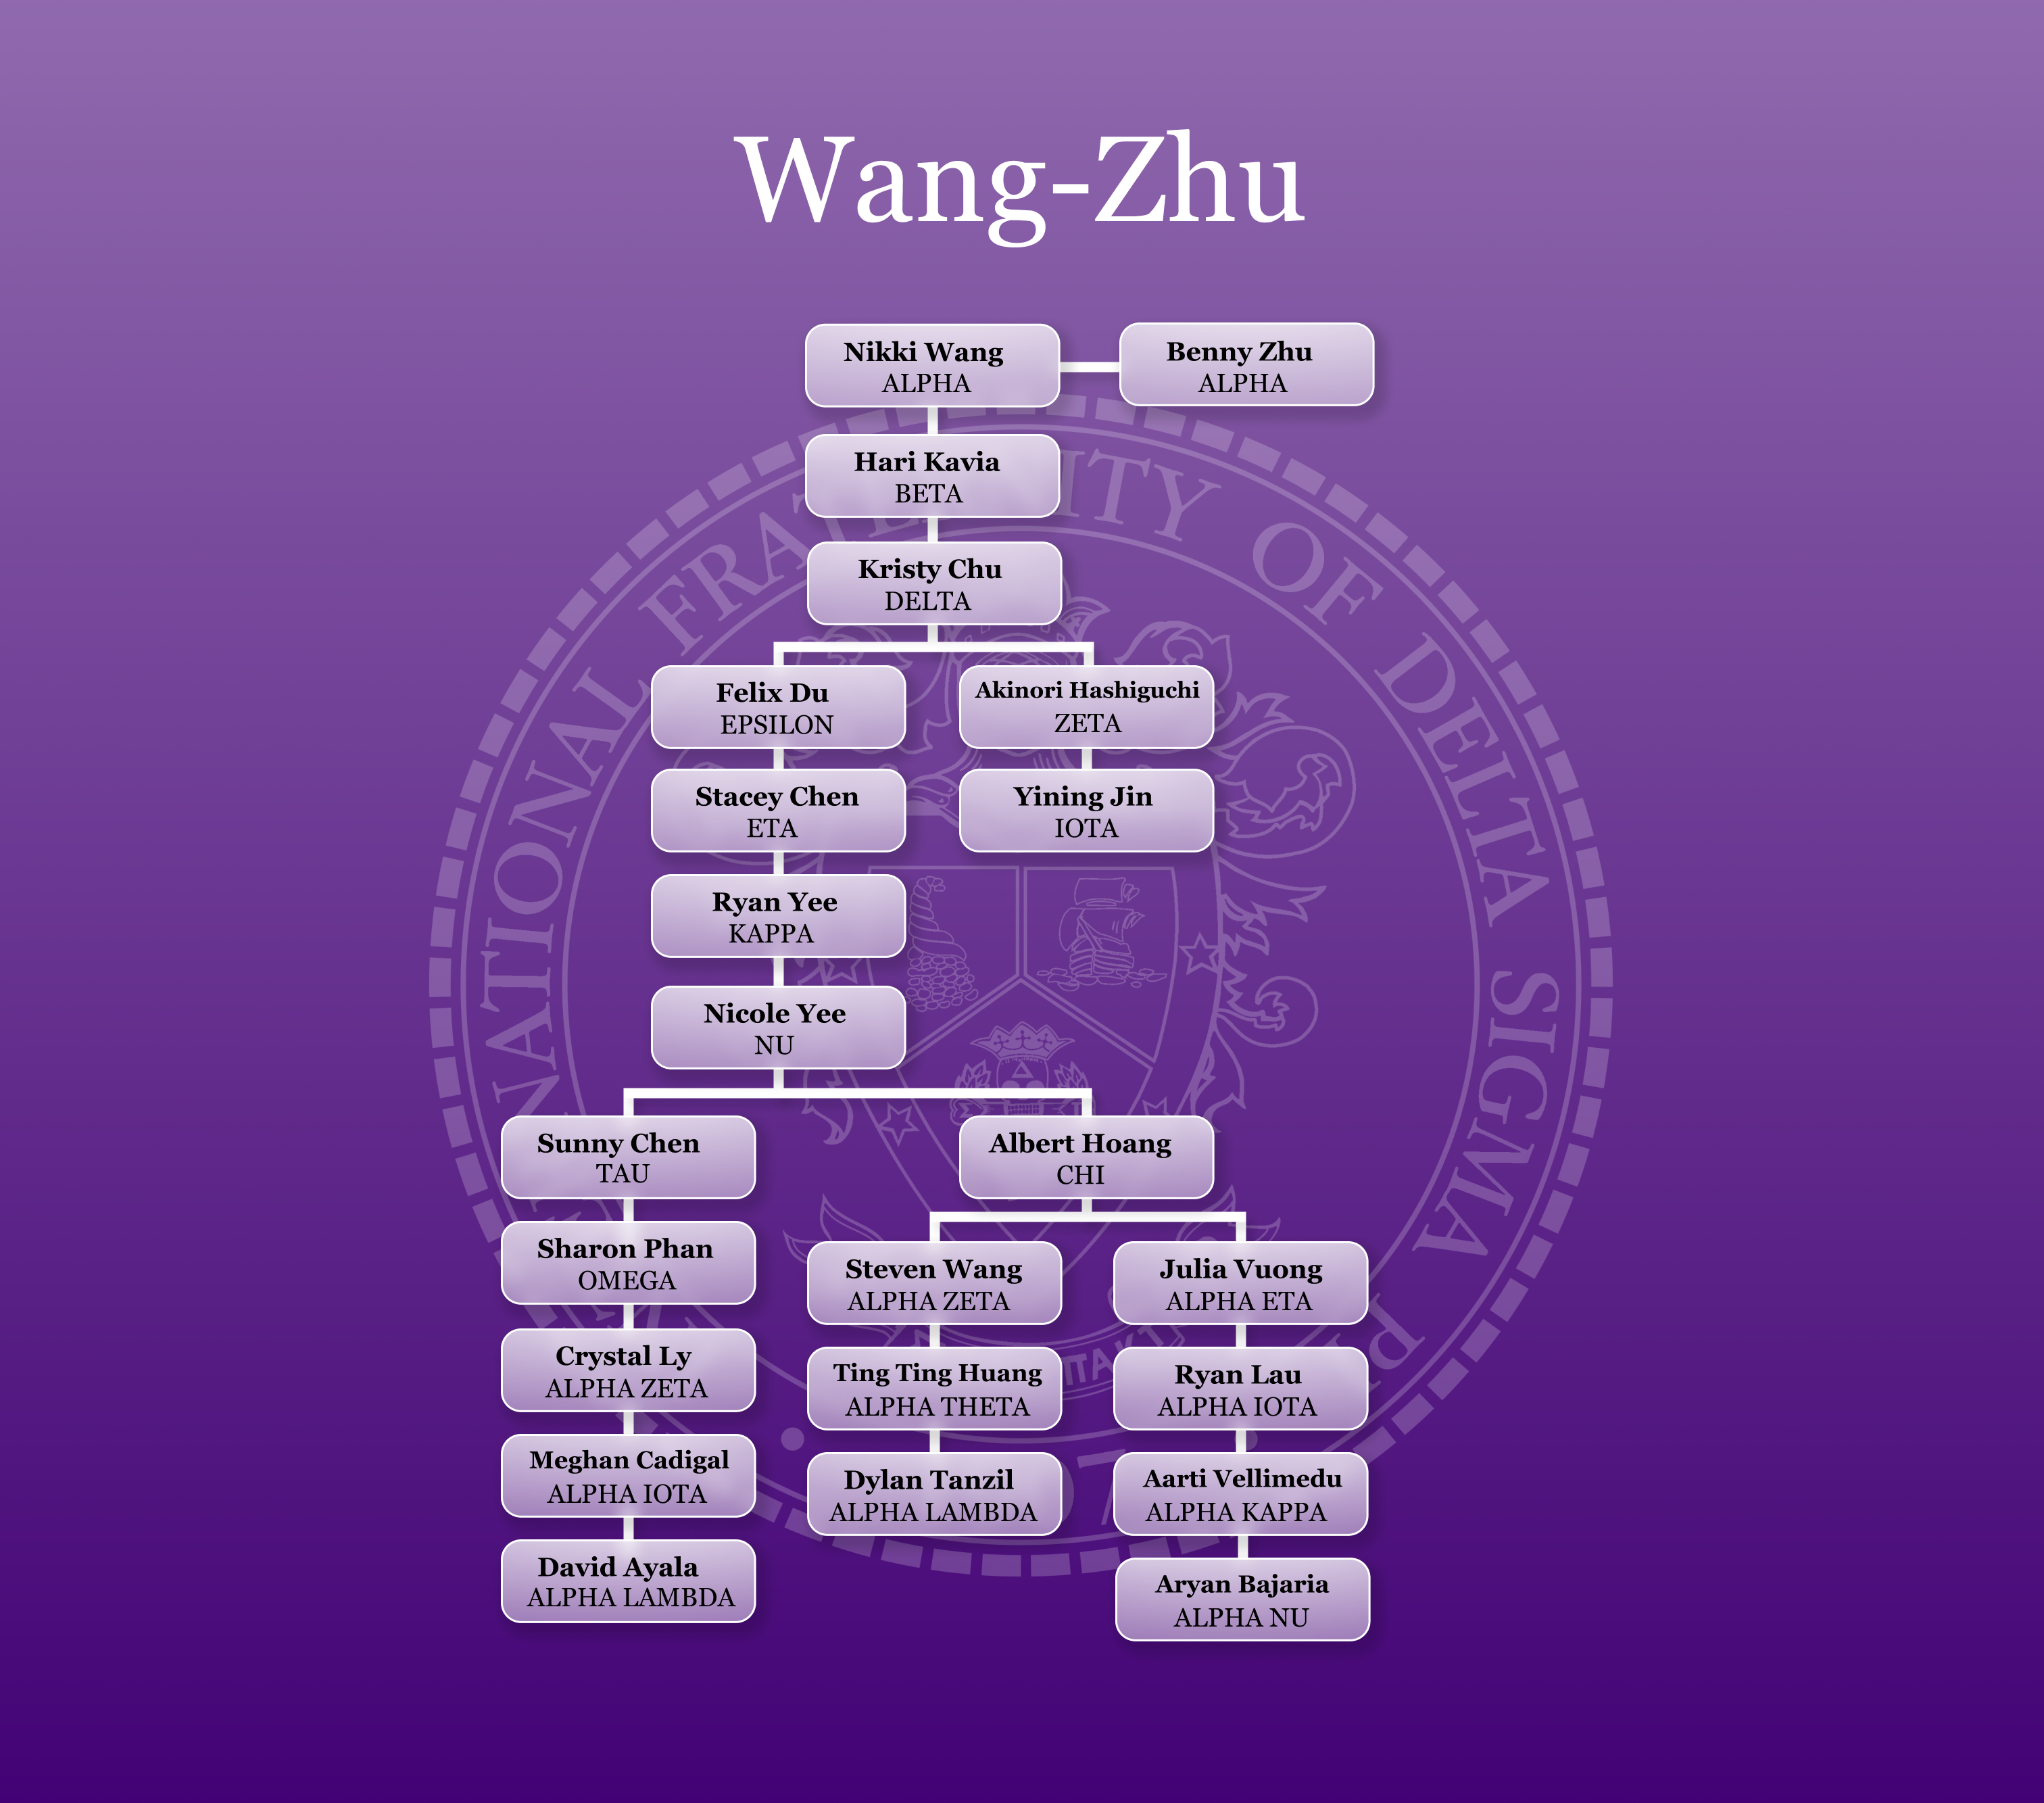 Wang-Zhu
Nikki Wang
ALPHA
Benny Zhu
ALPHA
Hari Kavia
BETA
Kristy Chu
DELTA
Felix Du
EPSILON
Akinori Hashiguchi
ZETA
Stacey Chen
ETA
Yining Jin
IOTA
Ryan Yee
KAPPA
Nicole Yee
NU
Sunny Chen
TAU
Albert Hoang
CHI
Sharon Phan
OMEGA
Steven Wang
ALPHA ZETA
Julia Vuong
ALPHA ETA
Crystal Ly
ALPHA ZETA
Ting Ting Huang
ALPHA THETA
Ryan Lau
ALPHA IOTA
Meghan Cadigal
ALPHA IOTA
Dylan Tanzil
ALPHA LAMBDA
Aarti Vellimedu
ALPHA KAPPA
David Ayala
ALPHA LAMBDA
Aryan Bajaria
ALPHA NU
NATIONAL FRATERNITY OF DELTA SIGMA